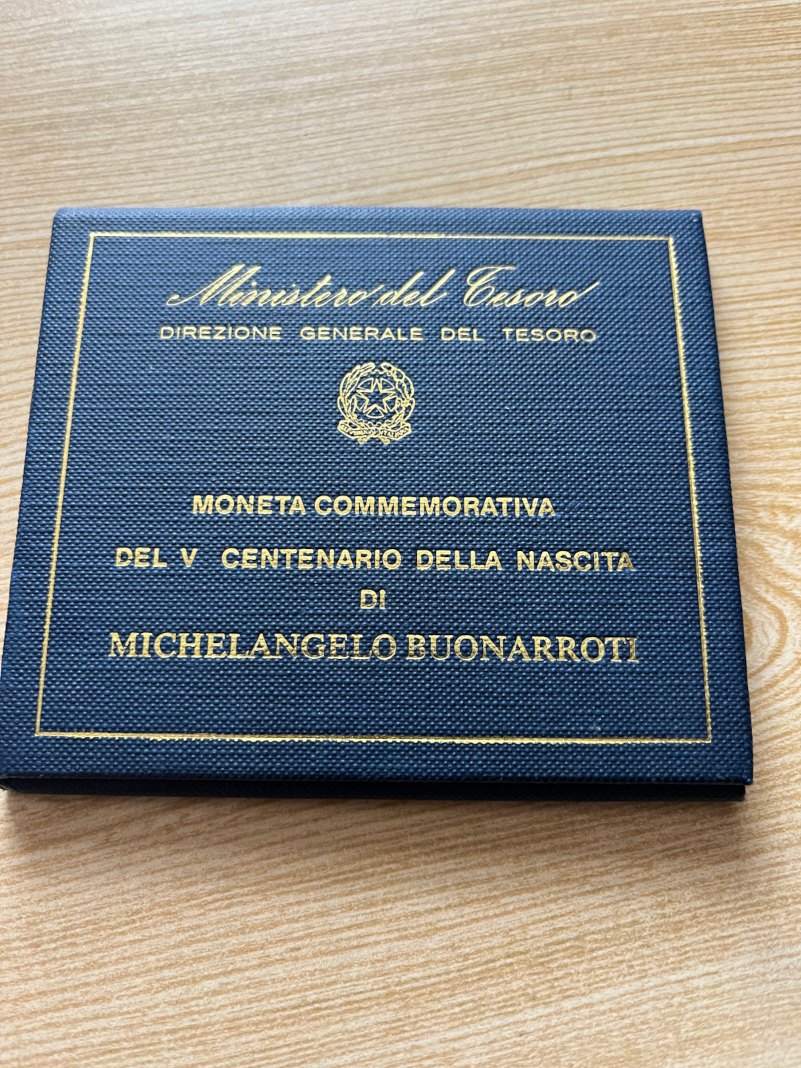 Ministero del Tesoro
DIREZIONE GENERALE DEL TESORO
MONETA COMMEMORATIVA
DEL V CENTENARIO DELLA NASCITA
DI
MICHELANGELO BUONARROTI